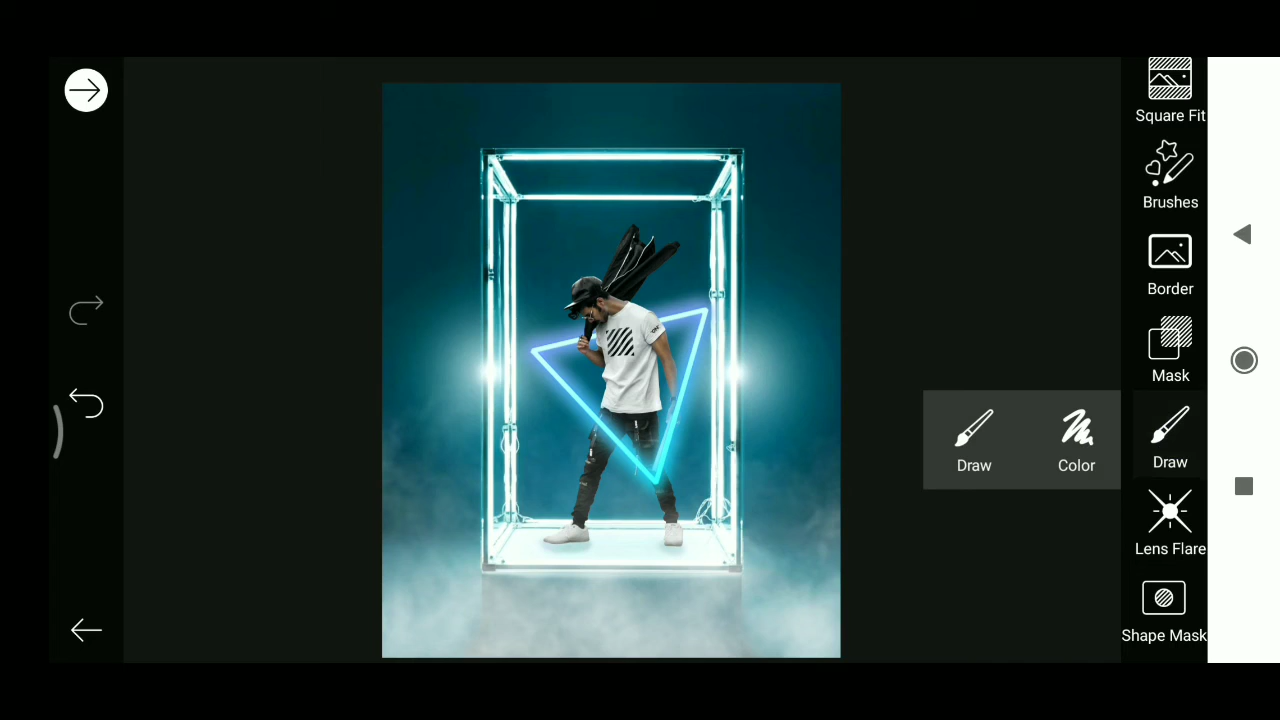 Square Fit
Brushes
Border
Mask
Draw
Color
Draw
Lens Flare
Shape Mask